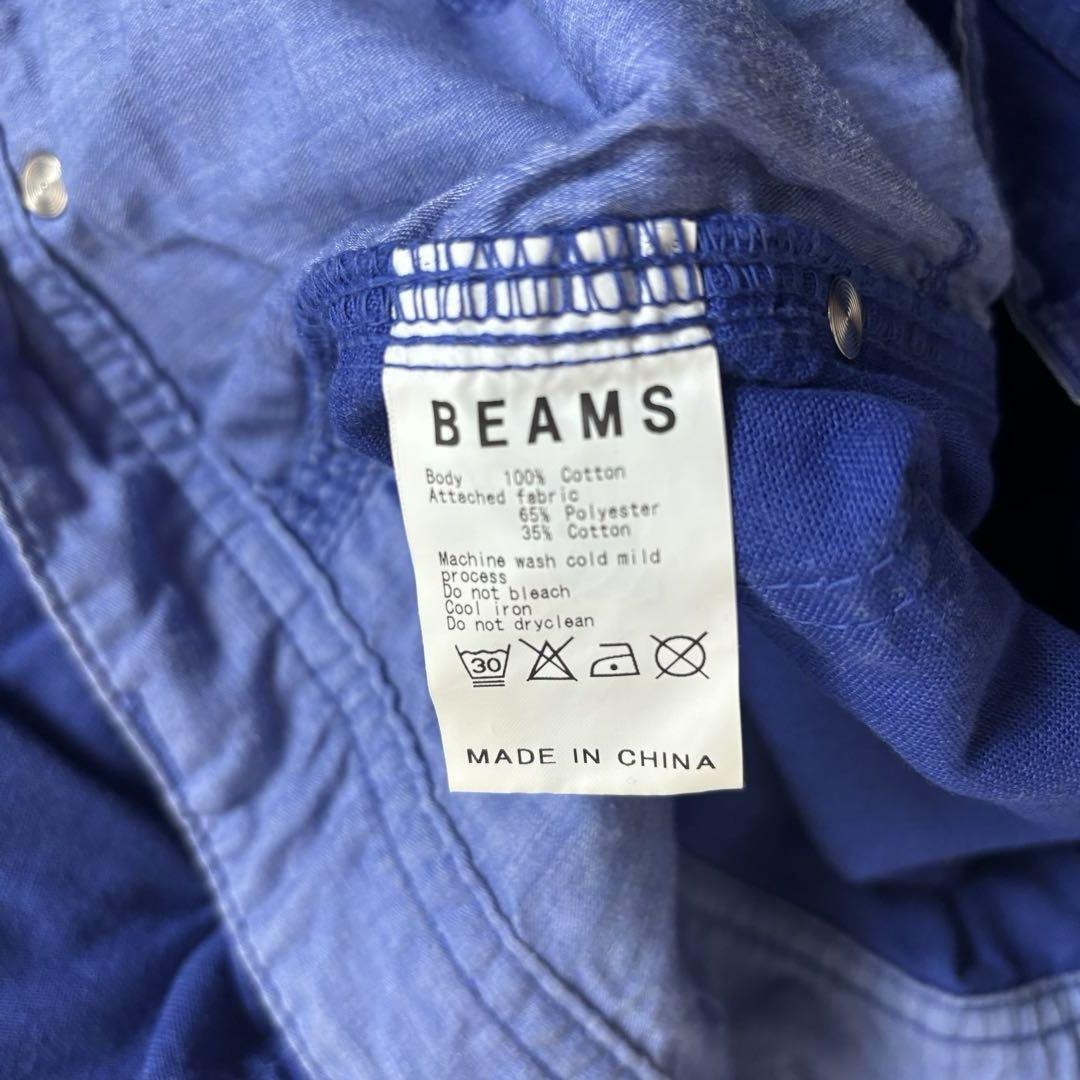 BEAMS
Body 100% Cotton
Attached fabric
65% Polyester
35% Cotton
Machine wash cold mild
process
Do not bleach
Cool iron
Do not dryclean
30
MADE IN CHINA